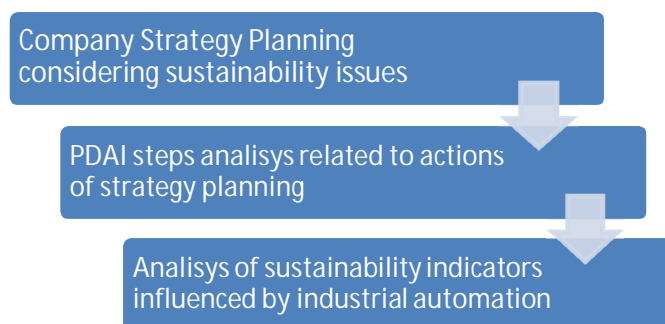 Company Strategy Planning
considering sustainability issues
PDAI steps analisys related to actions
of strategy planning
Analisys of sustainability indicators
influenced by industrial automation